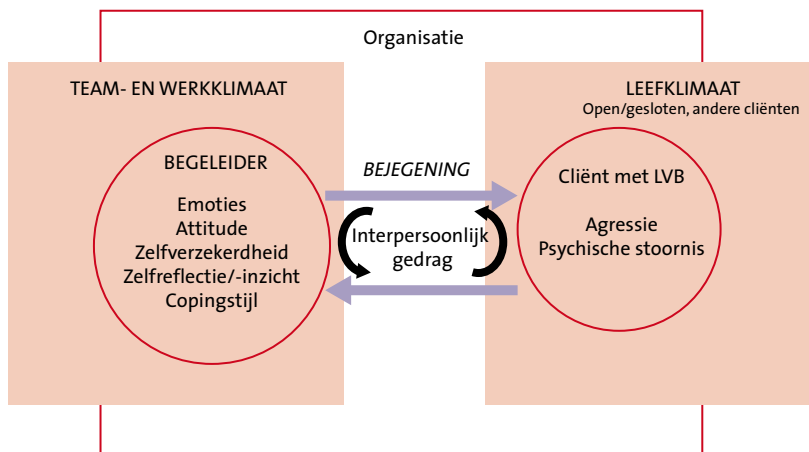 Organisatie
TEAM- EN WERKKLIMAAT
BEGELEIDER
Emoties
Attitude
Zelfverzekerdheid
Zelfreflectie/-inzicht
Copingstijl
BEJEGENING
Interpersoonlijk
gedrag
LEEFKLIMAAT
Open/gesloten, andere cliënten
Cliënt met LVB
Agressie
Psychische stoornis